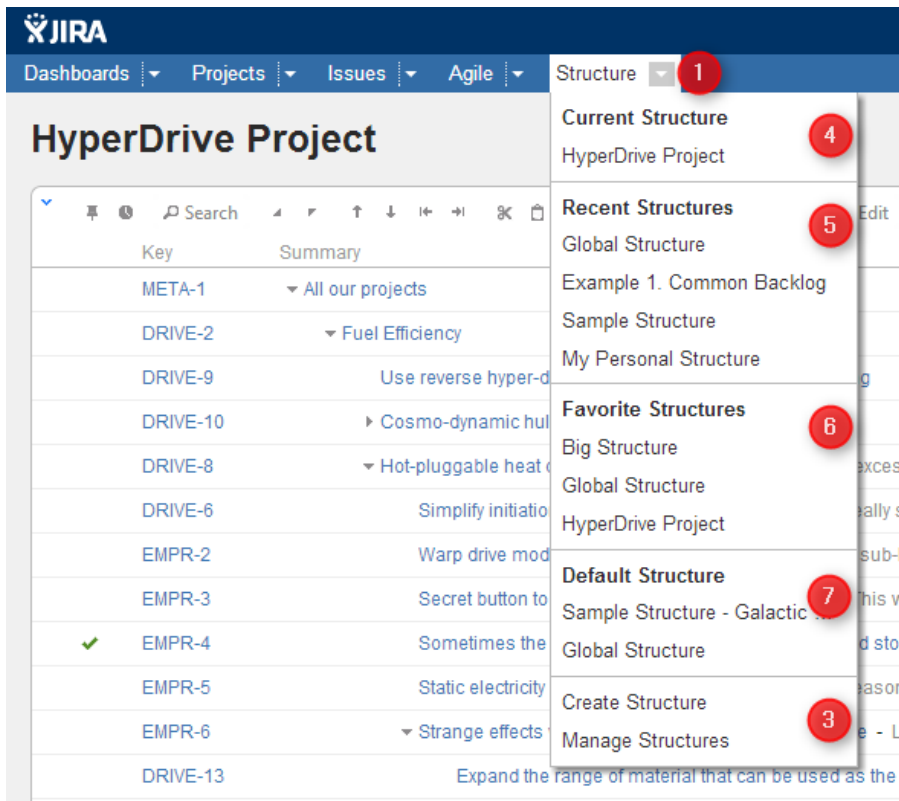 JIRA
Dashboards Projects Issues Agile Structure 1
HyperDrive Project
Current Structure 4
HyperDrive Project
Recent Structures 5
Global Structure
Example 1. Common Backlog
Sample Structure
My Personal Structure
Favorite Structures 6
Big Structure
Global Structure
HyperDrive Project
Default Structure 7
Sample Structure - Galactic ...
Global Structure
Create Structure 3
Manage Structures
Search Edit
Key Summary
META-1 All our projects
DRIVE-2 Fuel Efficiency
DRIVE-9 Use reverse hyper-d g
DRIVE-10 Cosmo-dynamic hul
DRIVE-8 Hot-pluggable heat
DRIVE-6 Simplify initiatio
EMPR-2 Warp drive mod sub-
EMPR-3 Secret button to
EMPR-4 Sometimes the d sto
EMPR-5 Static electricity
EMPR-6 Strange effects e - L
DRIVE-13 Expand the range of material that can be used as the